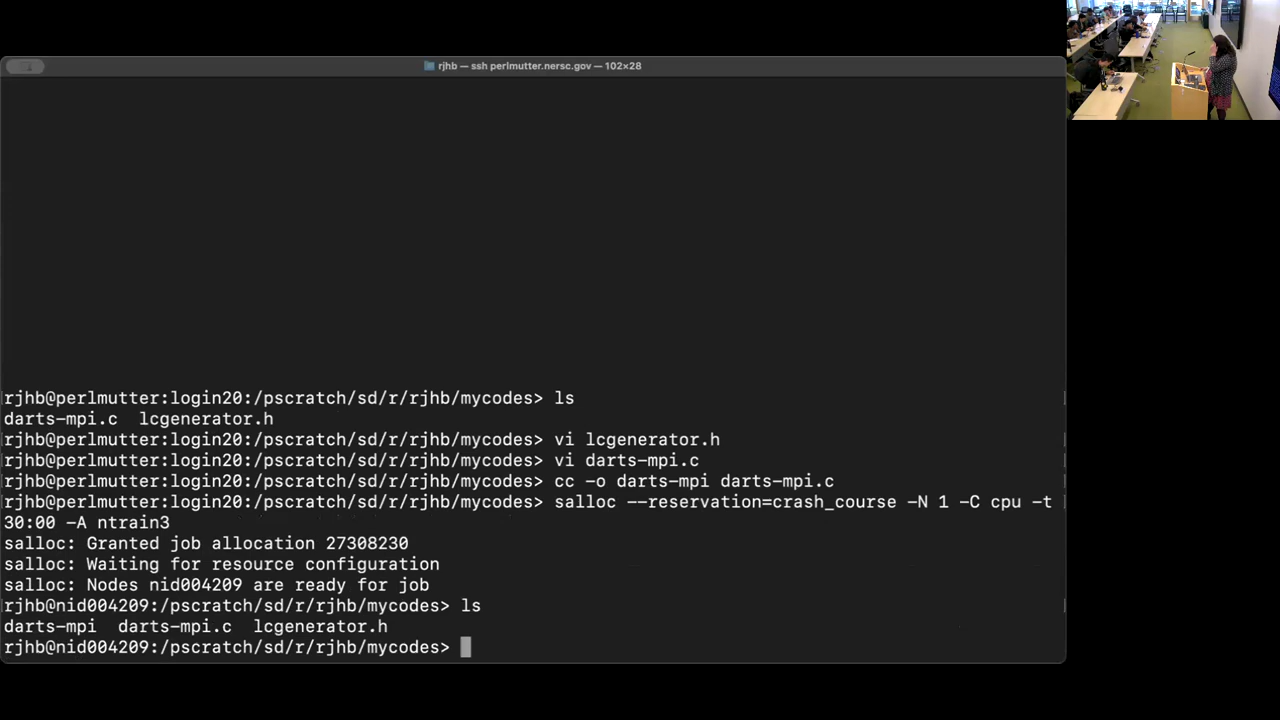 rjhb — ssh perlmutter.nersc.gov — 102×28
rjhb@perlmutter:login20:/pscratch/sd/r/rjhb/mycodes> ls
darts-mpi.c  lcgenerator.h
rjhb@perlmutter:login20:/pscratch/sd/r/rjhb/mycodes> vi lcgenerator.h
rjhb@perlmutter:login20:/pscratch/sd/r/rjhb/mycodes> vi darts-mpi.c
rjhb@perlmutter:login20:/pscratch/sd/r/rjhb/mycodes> cc -o darts-mpi darts-mpi.c
rjhb@perlmutter:login20:/pscratch/sd/r/rjhb/mycodes> salloc --reservation=crash_course -N 1 -C cpu -t
30:00 -A ntrain3
salloc: Granted job allocation 27308230
salloc: Waiting for resource configuration
salloc: Nodes nid004209 are ready for job
rjhb@nid004209:/pscratch/sd/r/rjhb/mycodes> ls
darts-mpi  darts-mpi.c  lcgenerator.h
rjhb@nid004209:/pscratch/sd/r/rjhb/mycodes>